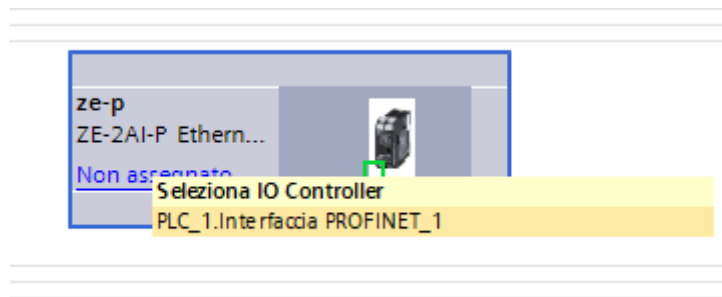 ze-p
ZE-2AI-P Ethern...
Non assegnato
Seleziona IO Controller
PLC_1.Interfaccia PROFINET_1